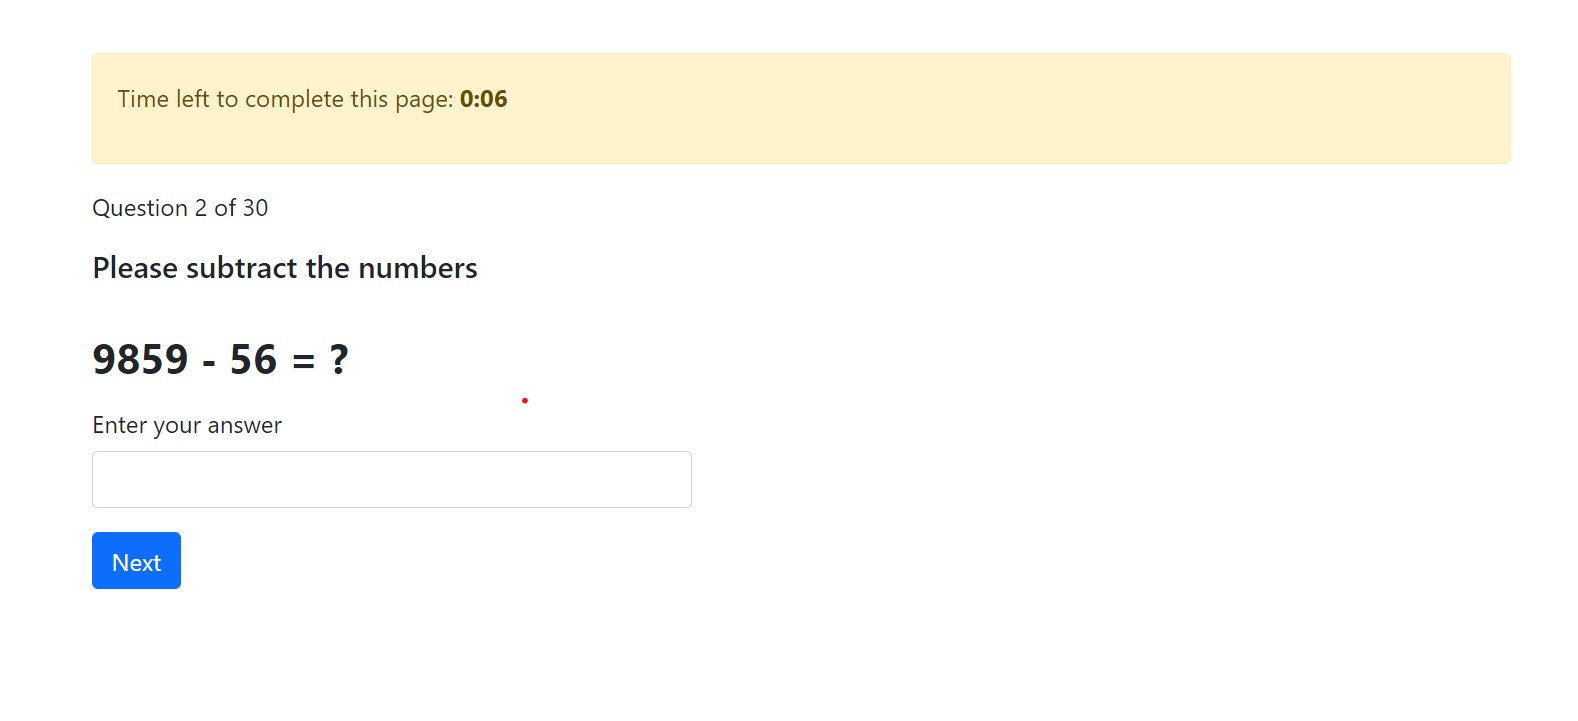 Time left to complete this page: 0:06
Question 2 of 30
Please subtract the numbers
9859 - 56 = ?
Enter your answer
Next